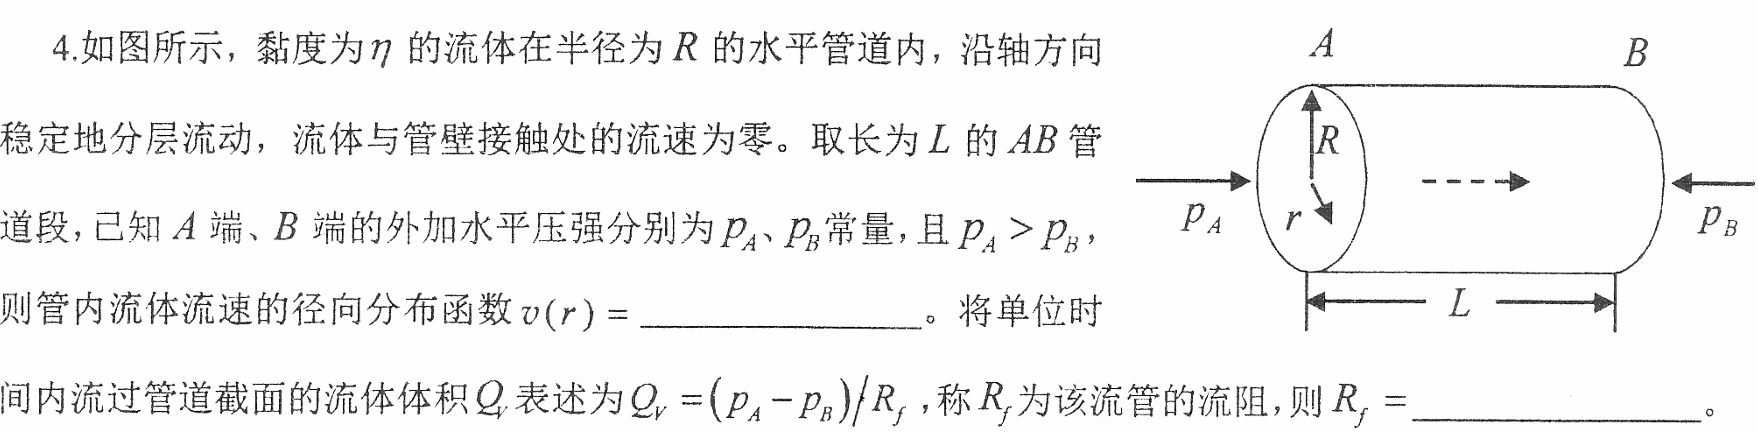 4.如图所示，黏度为η 的流体在半径为 R 的水平管道内，沿轴方向
稳定地分层流动，流体与管壁接触处的流速为零。取长为 L 的 AB 管
道段，已知 A 端、B 端的外加水平压强分别为 p_A、p_B常量，且 p_A > p_B，
则管内流体流速的径向分布函数 v(r) = ______________。将单位时
间内流过管道截面的流体体积 Q_V 表述为 Q_V = (p_A − p_B)/R_f ，称 R_f 为该流管的流阻，则 R_f = ______________。
A
B
R
r
p_A
p_B
L